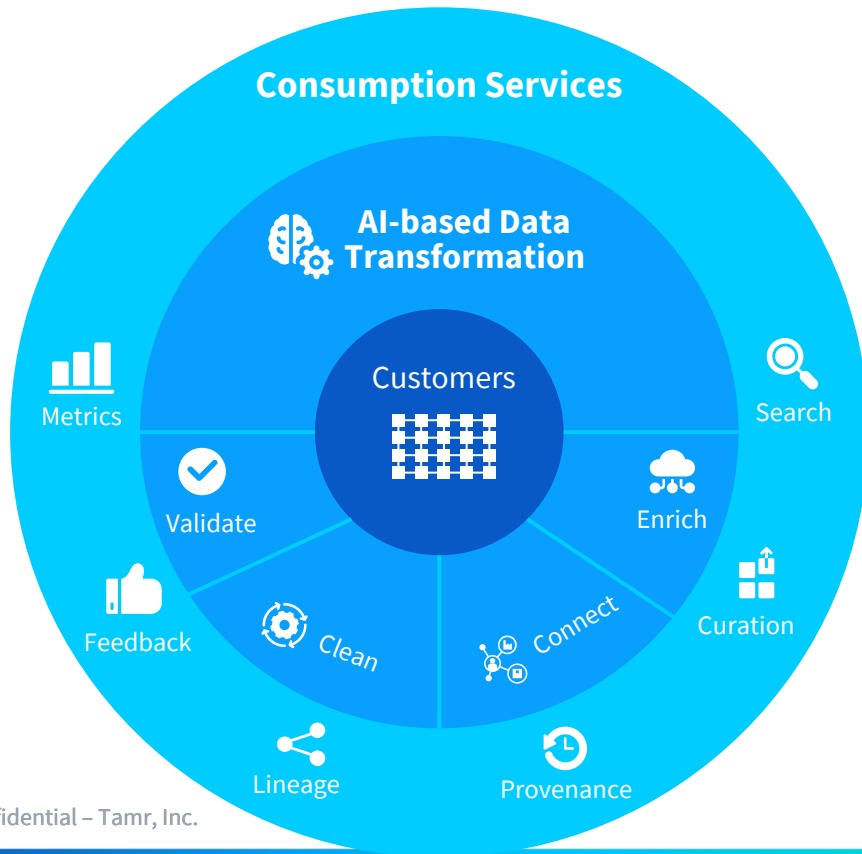 Consumption Services
AI-based Data
Transformation
Customers
Metrics
Search
Validate
Enrich
Feedback
Clean
Connect
Curation
Lineage
Provenance
fidential – Tamr, Inc.